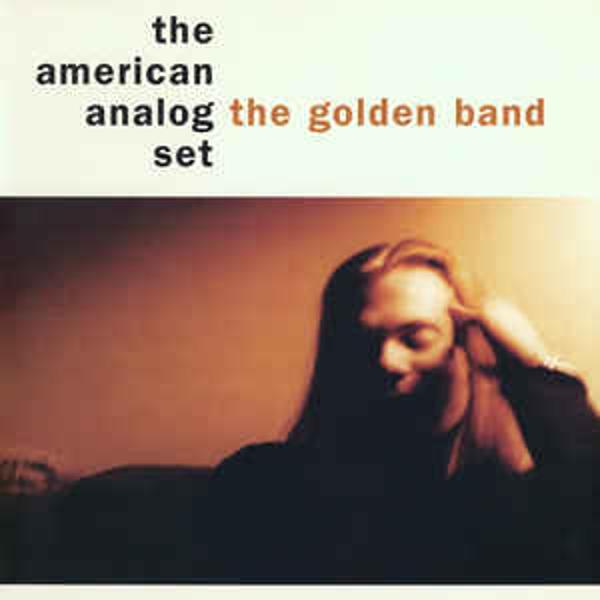 the
american
analog the golden band
set